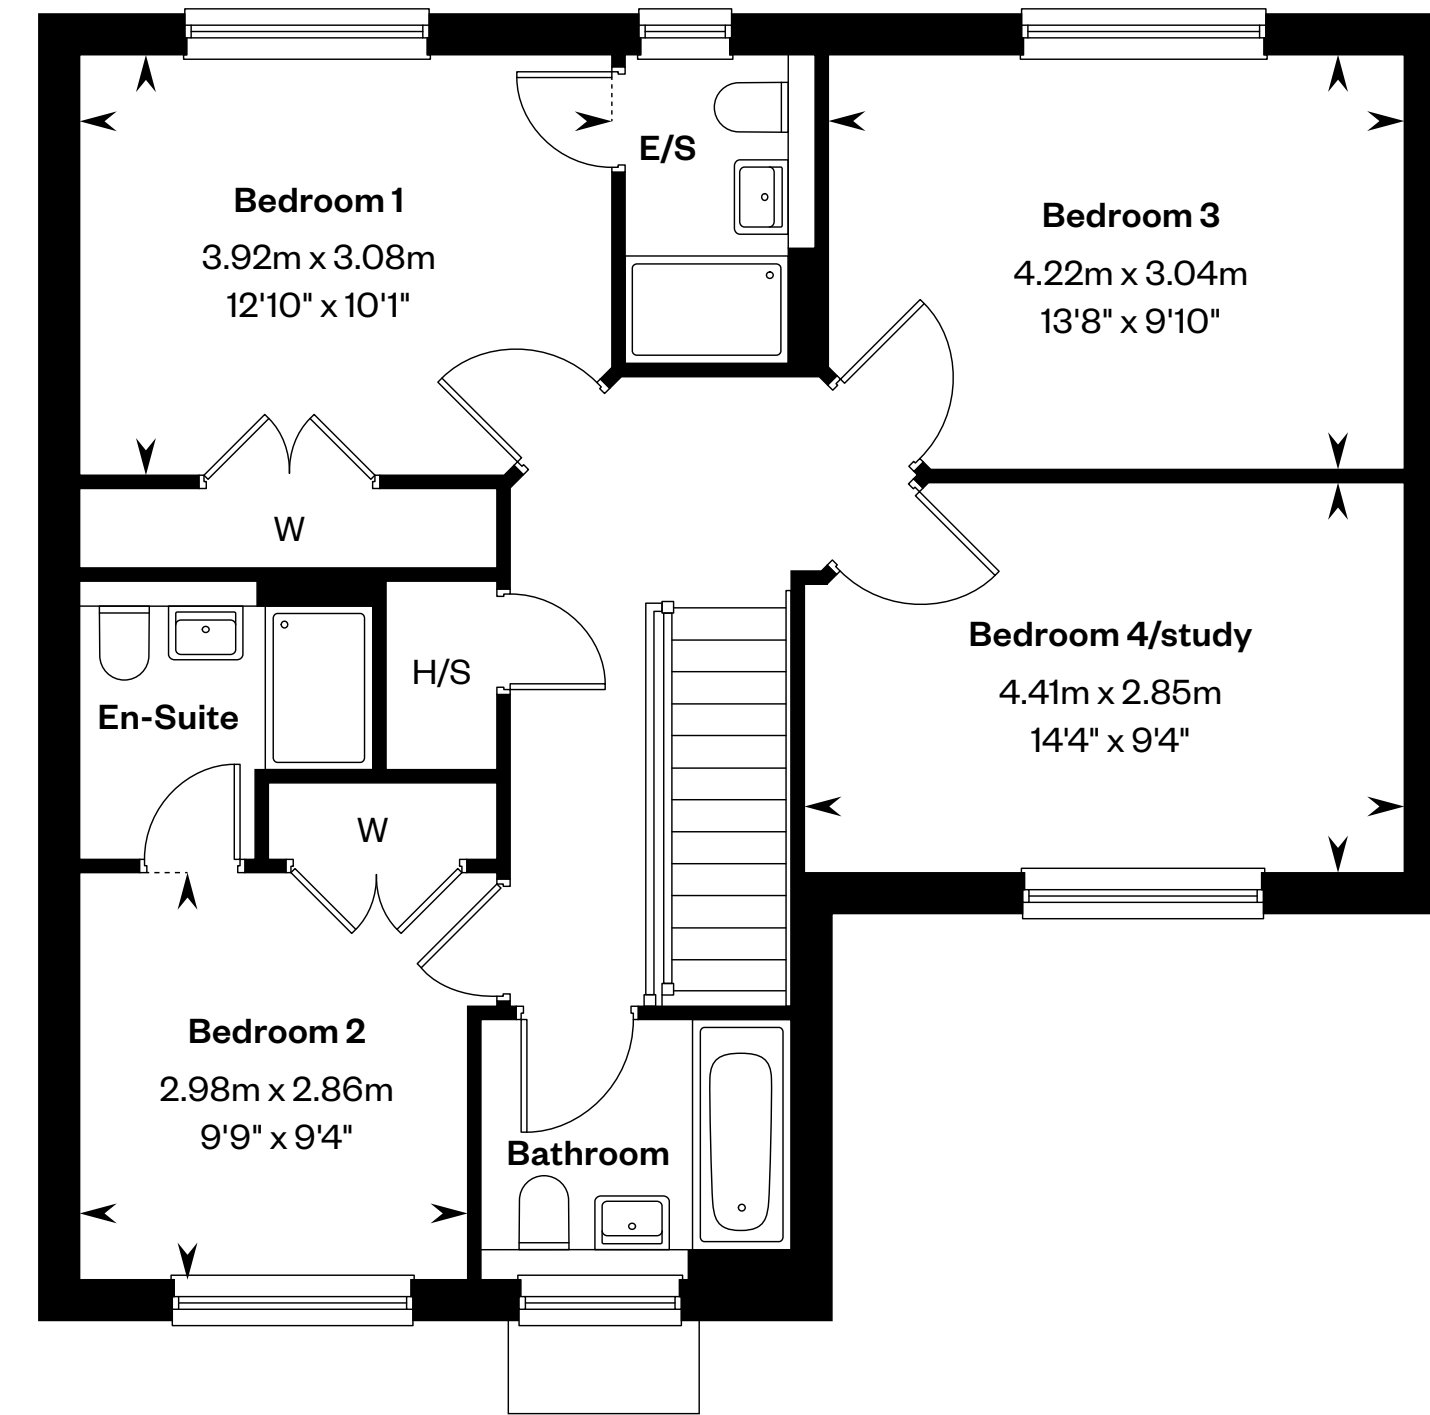 Bedroom 1
3.92m x 3.08m
12'10" x 10'1"
E/S
Bedroom 3
4.22m x 3.04m
13'8" x 9'10"
W
H/S
En-Suite
W
Bedroom 4/study
4.41m x 2.85m
14'4" x 9'4"
Bedroom 2
2.98m x 2.86m
9'9" x 9'4"
Bathroom